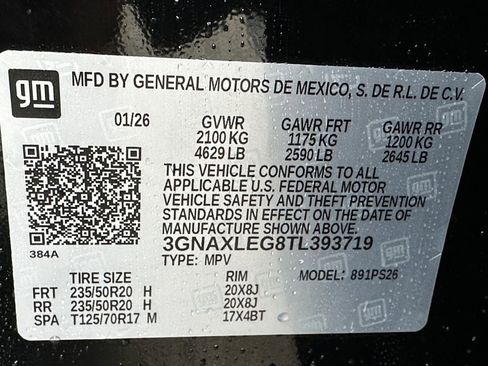 gm
MFD BY GENERAL MOTORS DE MEXICO, S. DE R.L. DE C.V.
01/26 GVWR GAWR FRT GAWR RR
2100 KG 1175 KG 1200 KG
4629 LB 2590 LB 2645 LB
THIS VEHICLE CONFORMS TO ALL
APPLICABLE U.S. FEDERAL MOTOR
VEHICLE SAFETY AND THEFT PREVENTION
STANDARDS IN EFFECT ON THE DATE OF
MANUFACTURE SHOWN ABOVE.
384A 3GNAXLEG8TL393719
TYPE: MPV
TIRE SIZE RIM MODEL: 891PS26
FRT 235/50R20 H 20X8J
RR 235/50R20 H 20X8J
SPA T125/70R17 M 17X4BT